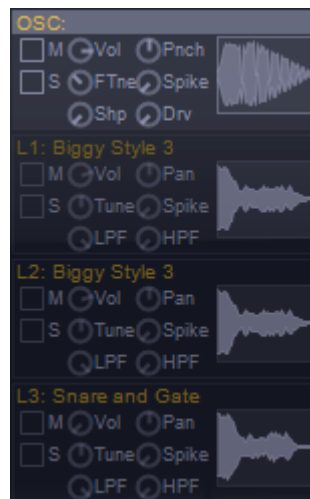 OSC:
M Vol Pnch
S FTne Spike
Shp Drv
L1: Biggy Style 3
M Vol Pan
S Tune Spike
LPF HPF
L2: Biggy Style 3
M Vol Pan
S Tune Spike
LPF HPF
L3: Snare and Gate
M Vol Pan
S Tune Spike
LPF HPF